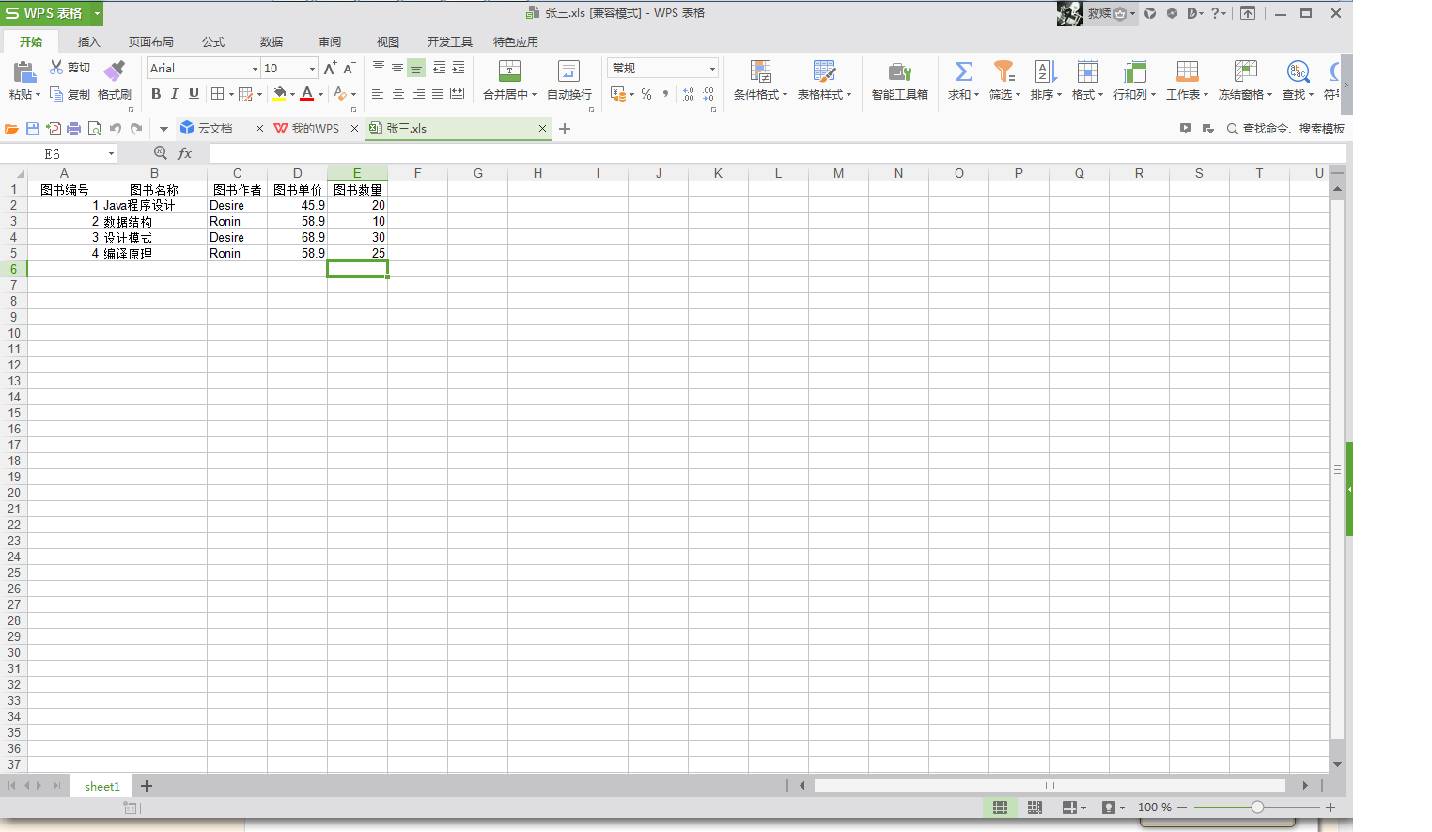 WPS 表格
张三.xls [兼容模式] - WPS 表格
救赎
开始 插入 页面布局 公式 数据 审阅 视图 开发工具 特色应用
粘贴 剪切 复制 格式刷
Arial 10
B I U A
合并居中 自动换行
常规
条件格式 表格样式 智能工具箱 求和 筛选 排序 格式 行和列 工作表 冻结窗格 查找
云文档 我的WPS 张三.xls 查找命令、搜索模板
E6 fx
A B C D E F G H I J K L M N O P Q R S T U
1 图书编号 图书名称 图书作者 图书单价 图书数量
2 1 Java程序设计 Desire 45.9 20
3 2 数据结构 Ronin 58.9 10
4 3 设计模式 Desire 68.9 30
5 4 编译原理 Ronin 58.9 25
6
7
8
9
10
11
12
13
14
15
16
17
18
19
20
21
22
23
24
25
26
27
28
29
30
31
32
33
34
35
36
37
sheet1
100 %